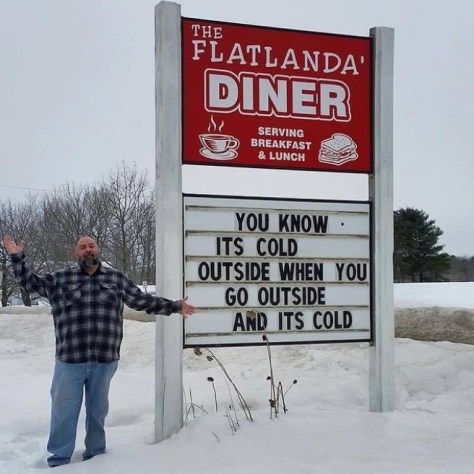 THE
FLATLANDA'
DINER
SERVING
BREAKFAST
& LUNCH
YOU KNOW
ITS COLD
OUTSIDE WHEN YOU
GO OUTSIDE
AND ITS COLD